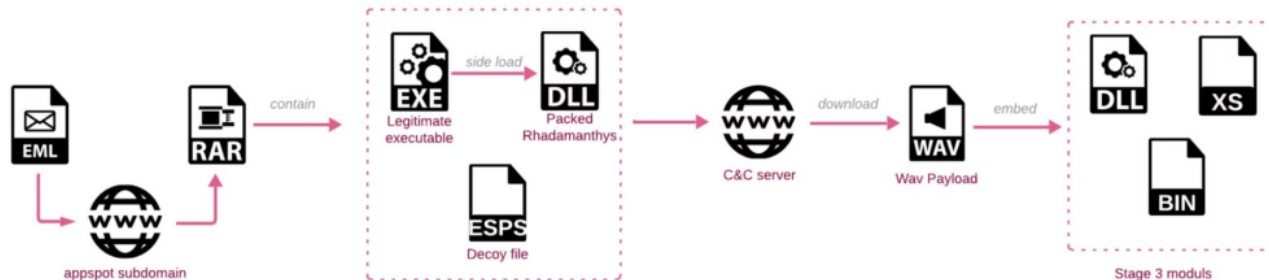 EML
www
appspot subdomain
RAR
contain
EXE
Legitimate
executable
side load
DLL
Packed
Rhadamanthys
ESPS
Decoy file
www
C&C server
download
WAV
Wav Payload
embed
DLL
XS
BIN
Stage 3 moduls